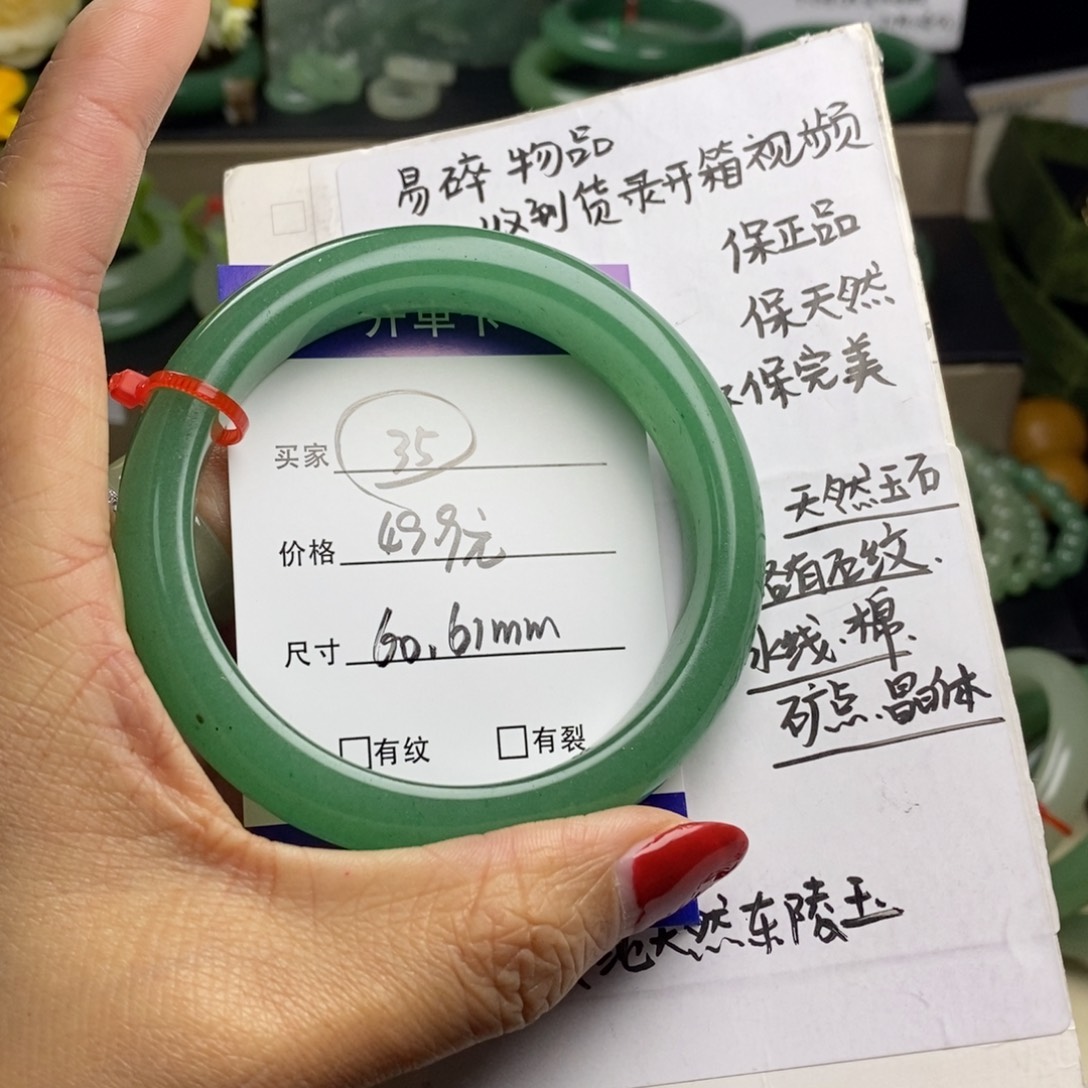 易碎物品
收到货录开箱视频
保正品
保天然
保完美
开单卡
买家 35
价格 49.9元
尺寸 60.61mm
□有纹 □有裂
天然玉石
有石纹.
水线.棉.
矿点.晶体
天然东陵玉